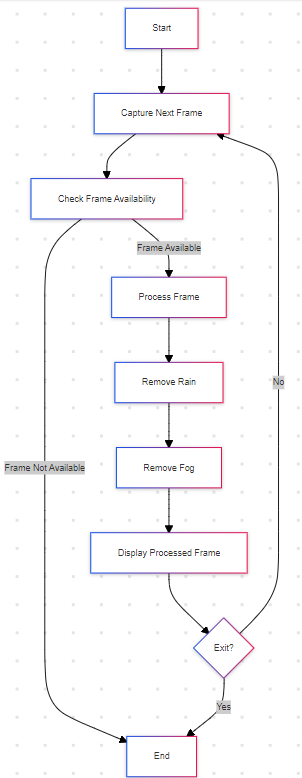 Start
Capture Next Frame
Check Frame Availability
Frame Available
Process Frame
Remove Rain
No
Remove Fog
Frame Not Available
Display Processed Frame
Exit?
Yes
End